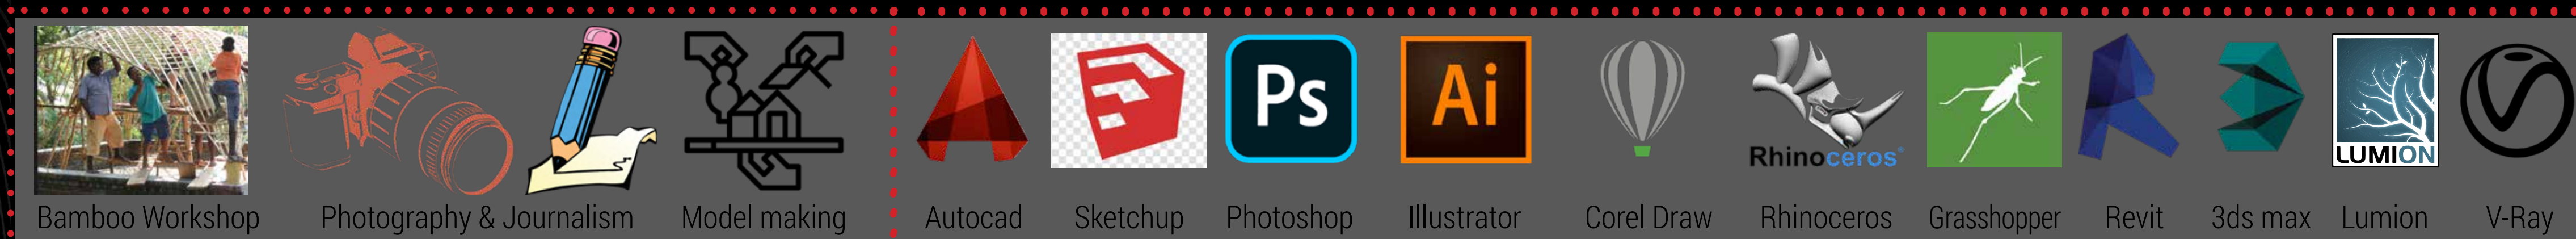 Ps
Ai
Rhinoceros®
LUMION
Bamboo Workshop
Photography & Journalism
Model making
Autocad
Sketchup
Photoshop
Illustrator
Corel Draw
Rhinoceros
Grasshopper
Revit
3ds max
Lumion
V-Ray